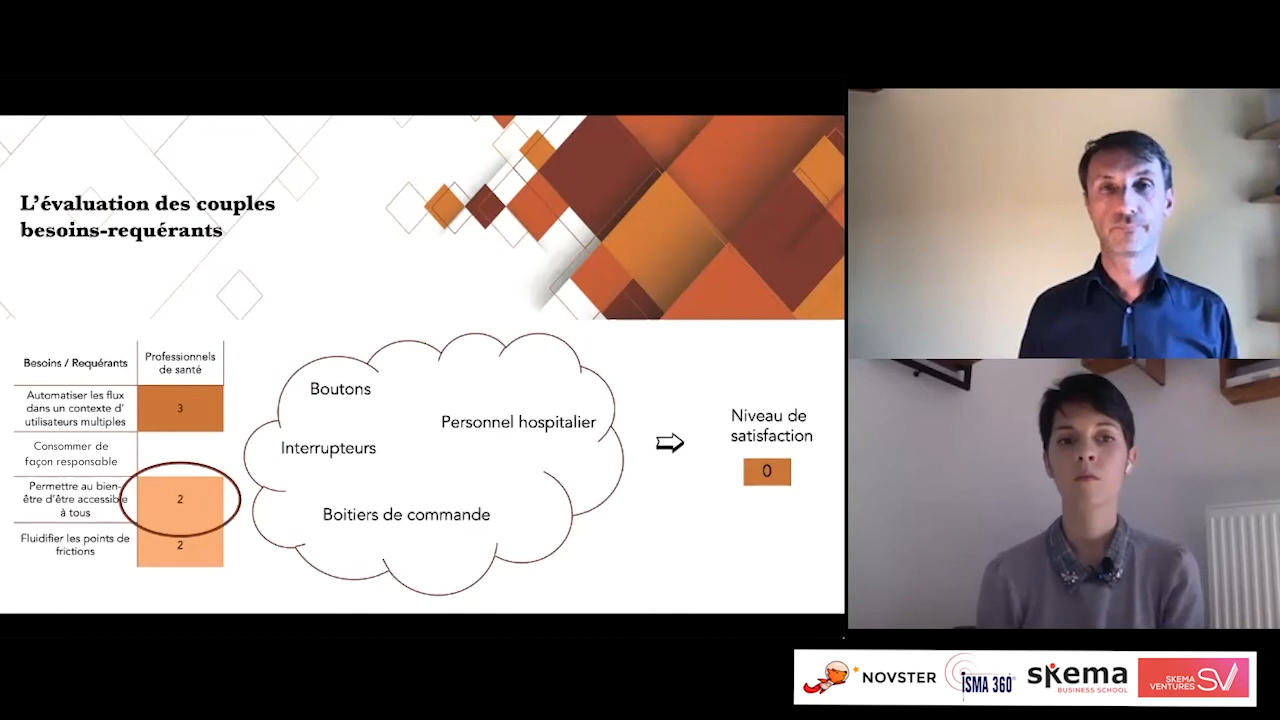 L'évaluation des couples
besoins-requérants
Besoins / Requérants
Professionnels
de santé
Automatiser les flux
dans un contexte d'
utilisateurs multiples
3
Consommer de
façon responsable
Permettre au bien-
être d'être accessible
à tous
2
Fluidifier les points de
frictions
2
Boutons
Personnel hospitalier
Interrupteurs
Boitiers de commande
Niveau de
satisfaction
0
NOVSTER
iSMA 360°
skema
BUSINESS SCHOOL
SKEMA
VENTURES
SV